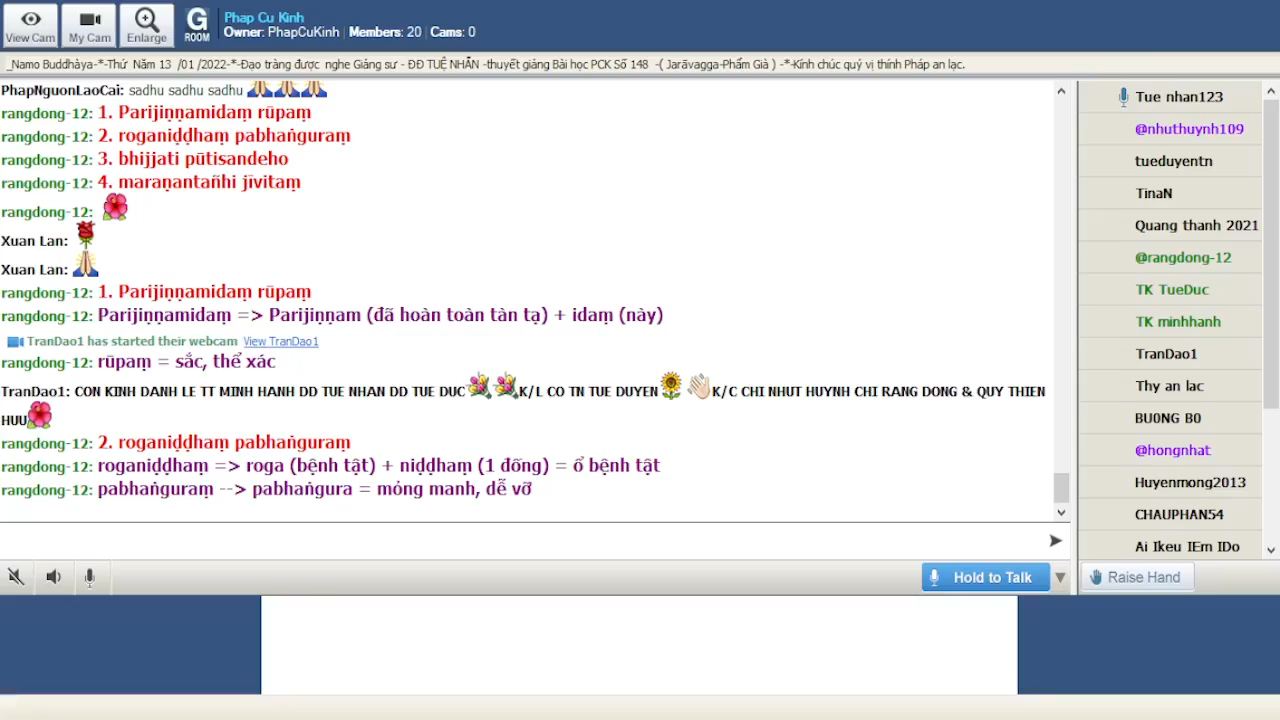 View Cam
My Cam
Enlarge
G
ROOM
Phap Cu Kinh
Owner: PhapCuKinh | Members: 20 | Cams: 0
_Namo Buddhàya-*-Thứ Năm 13 /01 /2022-*-Đạo tràng được nghe Giảng sư - ĐĐ TUỆ NHẪN -thuyết giảng Bài học PCK Số 148 -( Jarāvagga-Phẩm Già ) -*-Kính chúc quý vị thính Pháp an lạc.
PhapNguonLaoCai: sadhu sadhu sadhu
rangdong-12: 1. Parijiṇṇamidaṃ rūpaṃ
rangdong-12: 2. roganiḍḍhaṃ pabhaṅguraṃ
rangdong-12: 3. bhijjati pūtisandeho
rangdong-12: 4. maraṇantañhi jīvitaṃ
rangdong-12:
Xuan Lan:
Xuan Lan:
rangdong-12: 1. Parijiṇṇamidaṃ rūpaṃ
rangdong-12: Parijiṇṇamidaṃ => Parijiṇṇam (đã hoàn toàn tàn tạ) + idaṃ (này)
TranDao1 has started their webcam View TranDao1
rangdong-12: rūpaṃ = sắc, thể xác
TranDao1: CON KINH DANH LE TT MINH HANH DD TUE NHAN DD TUE DUC K/L CO TN TUE DUYEN K/C CHI NHUT HUYNH CHI RANG DONG & QUY THIEN
HUU
rangdong-12: 2. roganiḍḍhaṃ pabhaṅguraṃ
rangdong-12: roganiḍḍhaṃ => roga (bệnh tật) + niḍḍhaṃ (1 đống) = ổ bệnh tật
rangdong-12: pabhaṅguraṃ --> pabhaṅgura = mỏng manh, dễ vỡ
Tue nhan123
@nhuthuynh109
tueduyentn
TinaN
Quang thanh 2021
@rangdong-12
TK TueDuc
TK minhhanh
TranDao1
Thy an lac
BU0NG B0
@hongnhat
Huyenmong2013
CHAUPHAN54
Ai Ikeu IEm IDo
Hold to Talk
Raise Hand